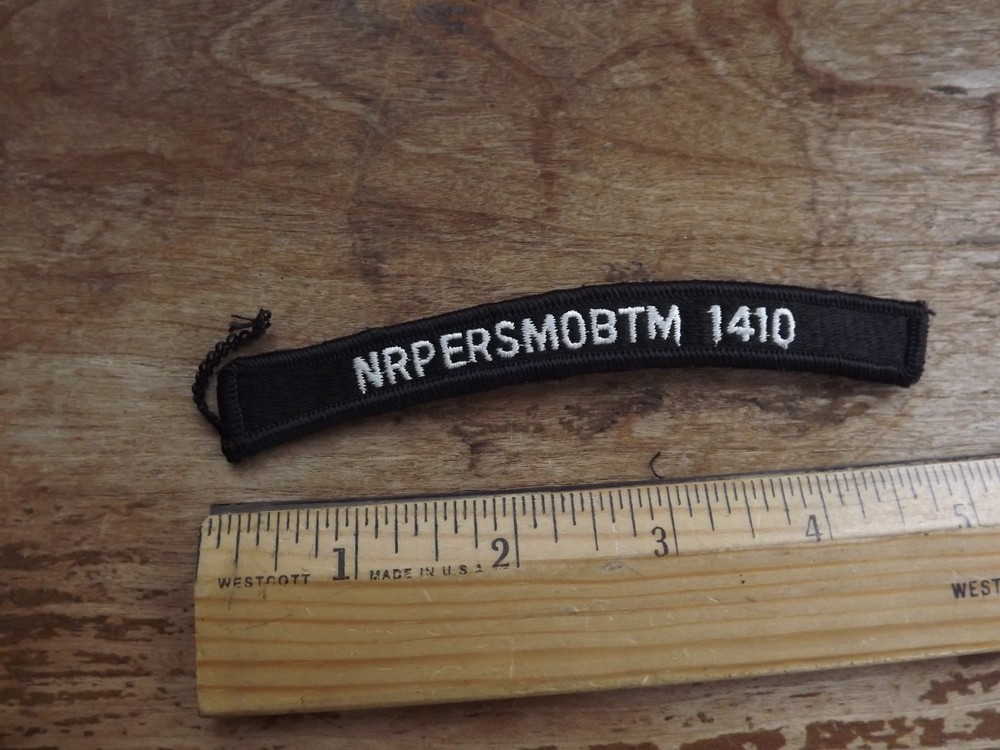 NRPERSMOBTM 1410
1 2 3 4 5
WESTCOTT MADE IN U.S.A. WEST